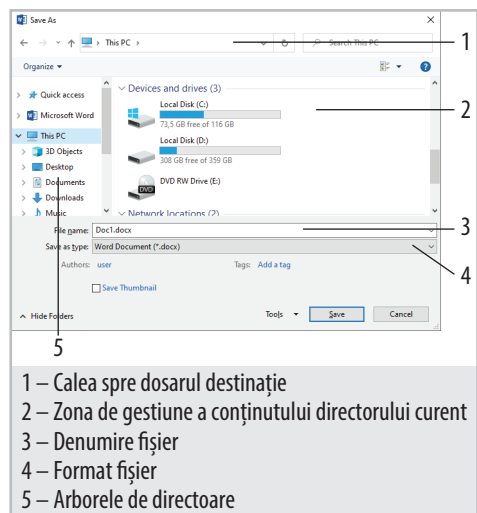 Save As
This PC
Search This PC
1
Organize
Quick access
Microsoft Word
This PC
3D Objects
Desktop
Documents
Downloads
Music
Devices and drives (3)
Local Disk (C:)
73,5 GB free of 116 GB
Local Disk (D:)
308 GB free of 359 GB
DVD RW Drive (E:)
DVD
Network locations (2)
2
File name: Doc1.docx
3
Save as type: Word Document (*.docx)
4
Authors: user Tags: Add a tag
Save Thumbnail
Hide Folders Tools Save Cancel
5
1 – Calea spre dosarul destinație
2 – Zona de gestiune a conținutului directorului curent
3 – Denumire fișier
4 – Format fișier
5 – Arborele de directoare